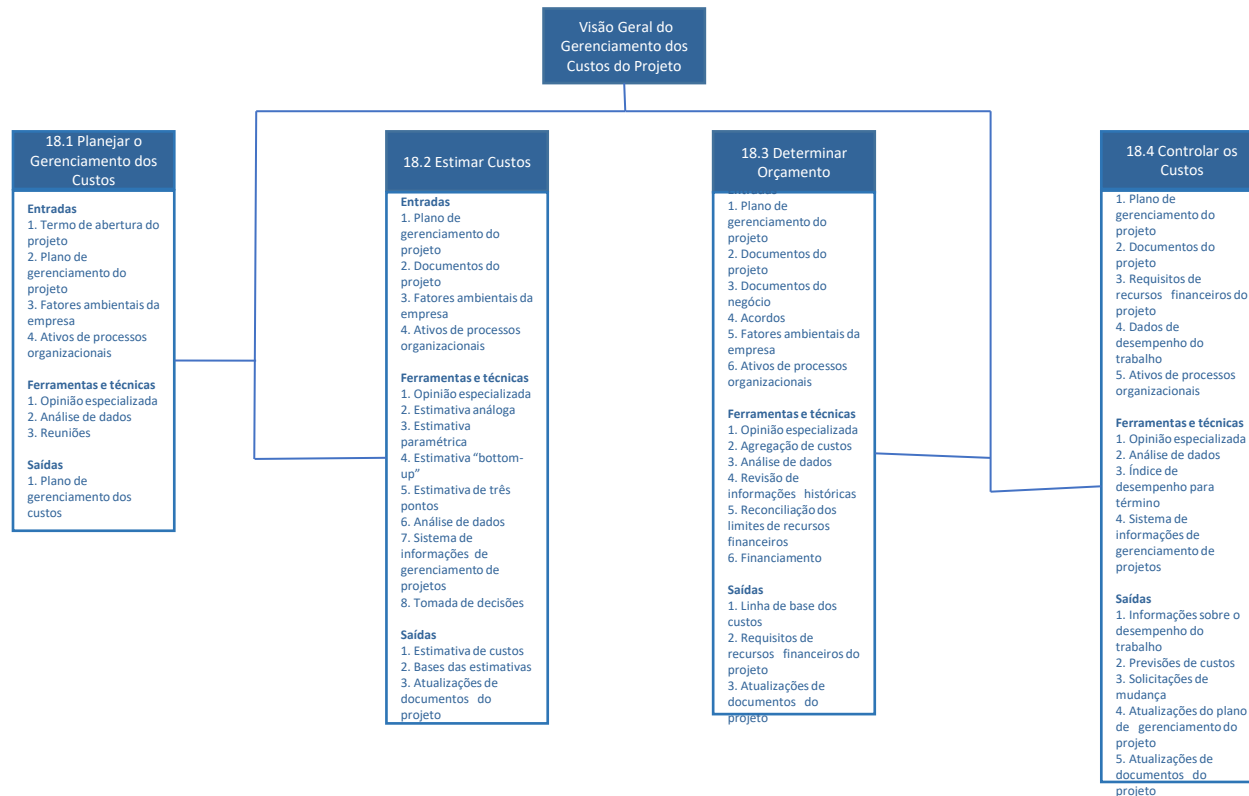 Visão Geral do
Gerenciamento dos
Custos do Projeto
18.1 Planejar o
Gerenciamento dos
Custos
Entradas
1. Termo de abertura do
projeto
2. Plano de
gerenciamento do
projeto
3. Fatores ambientais da
empresa
4. Ativos de processos
organizacionais
Ferramentas e técnicas
1. Opinião especializada
2. Análise de dados
3. Reuniões
Saídas
1. Plano de
gerenciamento dos
custos
18.2 Estimar Custos
Entradas
1. Plano de
gerenciamento do
projeto
2. Documentos do
projeto
3. Fatores ambientais da
empresa
4. Ativos de processos
organizacionais
Ferramentas e técnicas
1. Opinião especializada
2. Estimativa análoga
3. Estimativa
paramétrica
4. Estimativa “bottom-
up”
5. Estimativa de três
pontos
6. Análise de dados
7. Sistema de
informações de
gerenciamento de
projetos
8. Tomada de decisões
Saídas
1. Estimativa de custos
2. Bases das estimativas
3. Atualizações de
documentos do
projeto
18.3 Determinar
Orçamento
1. Plano de
gerenciamento do
projeto
2. Documentos do
projeto
3. Documentos do
negócio
4. Acordos
5. Fatores ambientais da
empresa
6. Ativos de processos
organizacionais
Ferramentas e técnicas
1. Opinião especializada
2. Agregação de custos
3. Análise de dados
4. Revisão de
informações históricas
5. Reconciliação dos
limites de recursos
financeiros
6. Financiamento
Saídas
1. Linha de base dos
custos
2. Requisitos de
recursos financeiros do
projeto
3. Atualizações de
documentos do
projeto
18.4 Controlar os
Custos
1. Plano de
gerenciamento do
projeto
2. Documentos do
projeto
3. Requisitos de
recursos financeiros do
projeto
4. Dados de
desempenho do
trabalho
5. Ativos de processos
organizacionais
Ferramentas e técnicas
1. Opinião especializada
2. Análise de dados
3. Índice de
desempenho para
término
4. Sistema de
informações de
gerenciamento de
projetos
Saídas
1. Informações sobre o
desempenho do
trabalho
2. Previsões de custos
3. Solicitações de
mudança
4. Atualizações do plano
de gerenciamento do
projeto
5. Atualizações de
documentos do
projeto